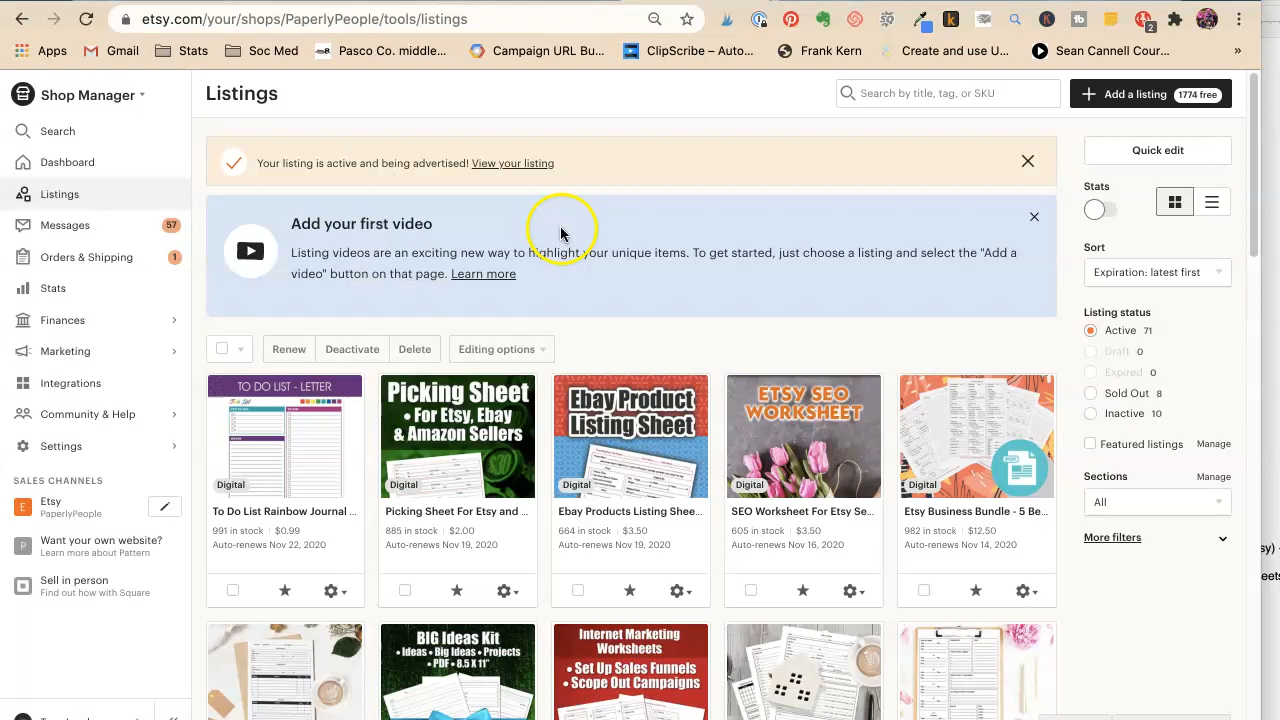 etsy.com/your/shops/PaperlyPeople/tools/listings
2
Apps
Gmail
Stats
Soc Med
Pasco Co. middle...
Campaign URL Bu...
ClipScribe – Auto...
Frank Kern
Create and use U...
Sean Cannell Cour...
»
Shop Manager
Search
Dashboard
Listings
Messages
57
Orders & Shipping
1
Stats
Finances
Marketing
Integrations
Community & Help
Settings
SALES CHANNELS
E
Etsy
PaperlyPeople
P
Want your own website?
Learn more about Pattern
Sell in person
Find out how with Square
Listings
Search by title, tag, or SKU
Add a listing
1774 free
Your listing is active and being advertised! View your listing
Add your first video
Listing videos are an exciting new way to highlight your unique items. To get started, just choose a listing and select the "Add a
video" button on that page. Learn more
Renew
Deactivate
Delete
Editing options
TO DO LIST - LETTER
Digital
To Do List Rainbow Journal ...
991 in stock | $0.99
Auto-renews Nov 22, 2020
Picking Sheet
• For Etsy, Ebay
& Amazon Sellers
Digital
Picking Sheet For Etsy and ...
885 in stock | $2.00
Auto-renews Nov 19, 2020
Ebay Product
Listing Sheet
Digital
Ebay Products Listing Shee...
664 in stock | $3.50
Auto-renews Nov 19, 2020
ETSY SEO
WORKSHEET
Digital
SEO Worksheet For Etsy Se...
605 in stock | $3.50
Auto-renews Nov 16, 2020
Digital
Etsy Business Bundle - 5 Be...
982 in stock | $12.50
Auto-renews Nov 14, 2020
BIG Ideas Kit
•Ideas • Big Ideas • Projects
• PDF - 8.5 X 11"
Internet Marketing
Worksheets
• Set Up Sales Funnels
• Scope Out Campaigns
Quick edit
Stats
Sort
Expiration: latest first
Listing status
Active 71
Draft 0
Expired 0
Sold Out 8
Inactive 10
Featured listings
Manage
Sections
Manage
All
More filters